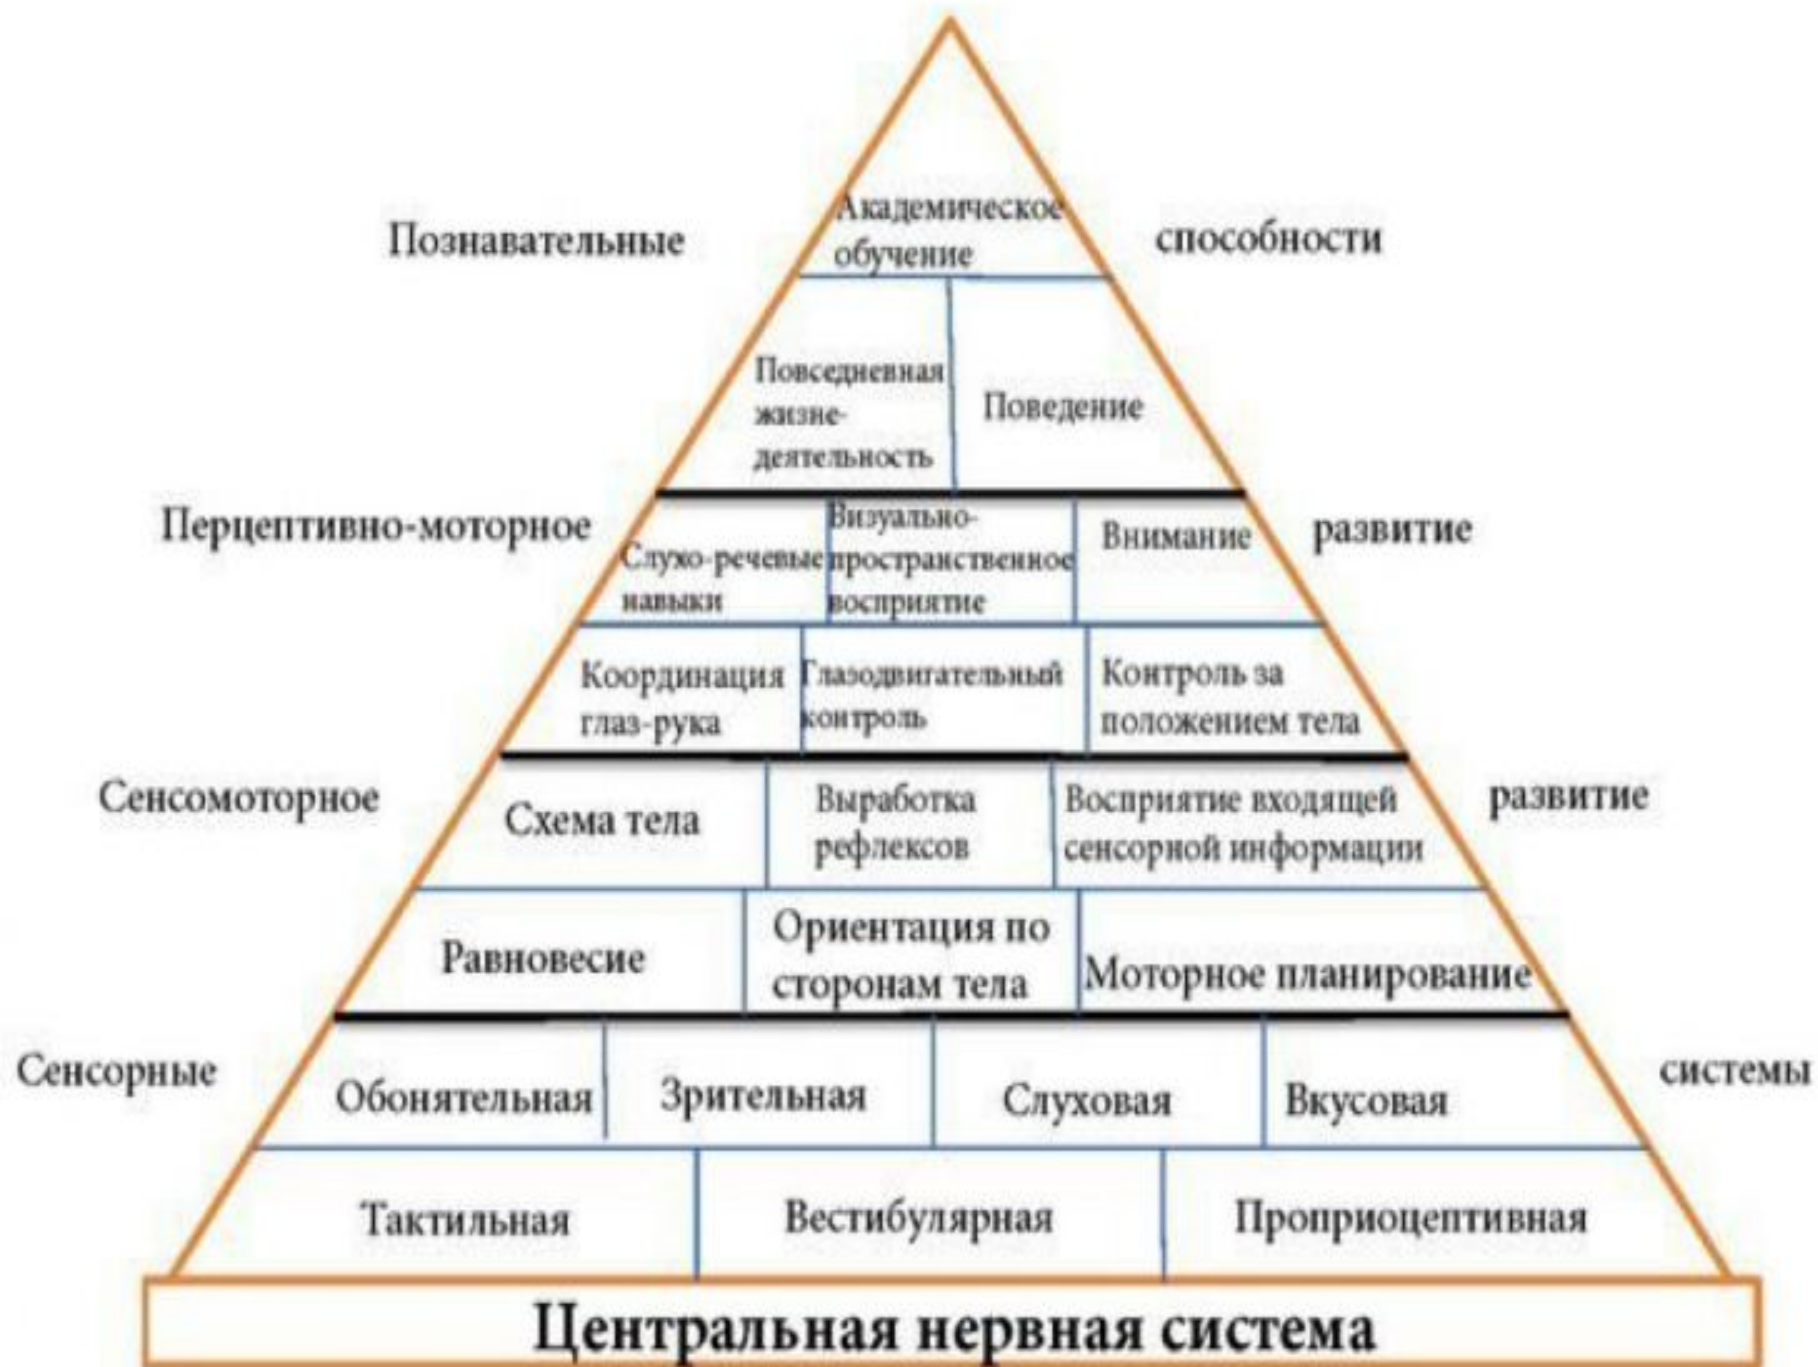 Академическое
обучение
Познавательные
способности
Повседневная
жизне-
деятельность
Поведение
Перцептивно-моторное
развитие
Слухо-речевые
навыки
Визуально-
пространственное
восприятие
Внимание
Координация
глаз-рука
Глазодвигательный
контроль
Контроль за
положением тела
Сенсомоторное
развитие
Схема тела
Выработка
рефлексов
Восприятие входящей
сенсорной информации
Равновесие
Ориентация по
сторонам тела
Моторное планирование
Сенсорные
системы
Обонятельная
Зрительная
Слуховая
Вкусовая
Тактильная
Вестибулярная
Проприоцептивная
Центральная нервная система